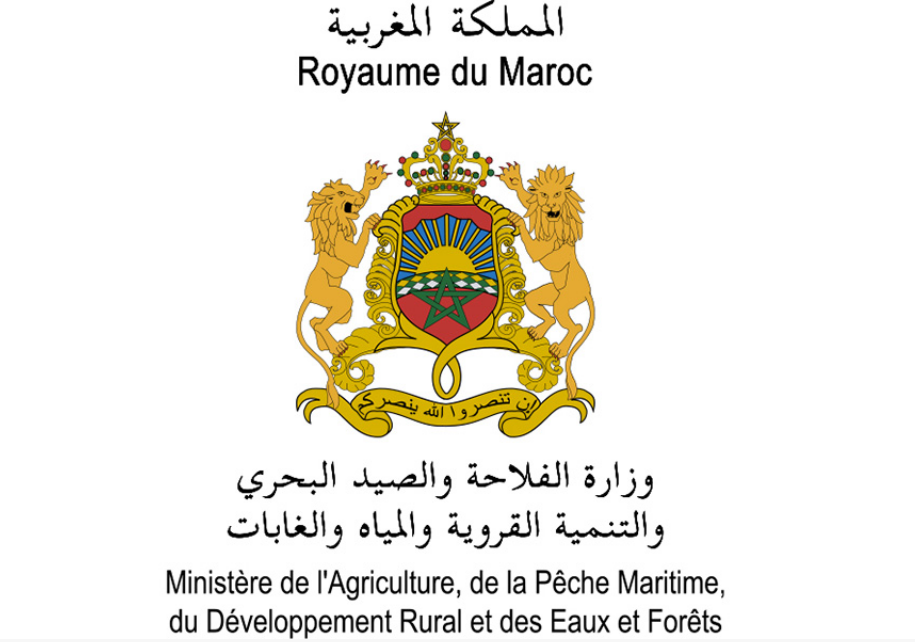 المملكة المغربية
Royaume du Maroc
إن تنصروا الله ينصركم
وزارة الفلاحة والصيد البحري
والتنمية القروية والمياه والغابات
Ministère de l'Agriculture, de la Pêche Maritime,
du Développement Rural et des Eaux et Forêts